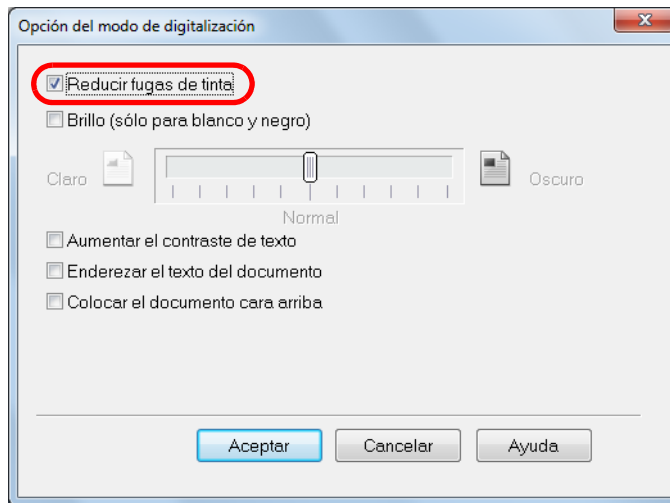 Opción del modo de digitalización
Reducir fugas de tinta
Brillo (sólo para blanco y negro)
Claro Oscuro
Normal
Aumentar el contraste de texto
Enderezar el texto del documento
Colocar el documento cara arriba
Aceptar Cancelar Ayuda